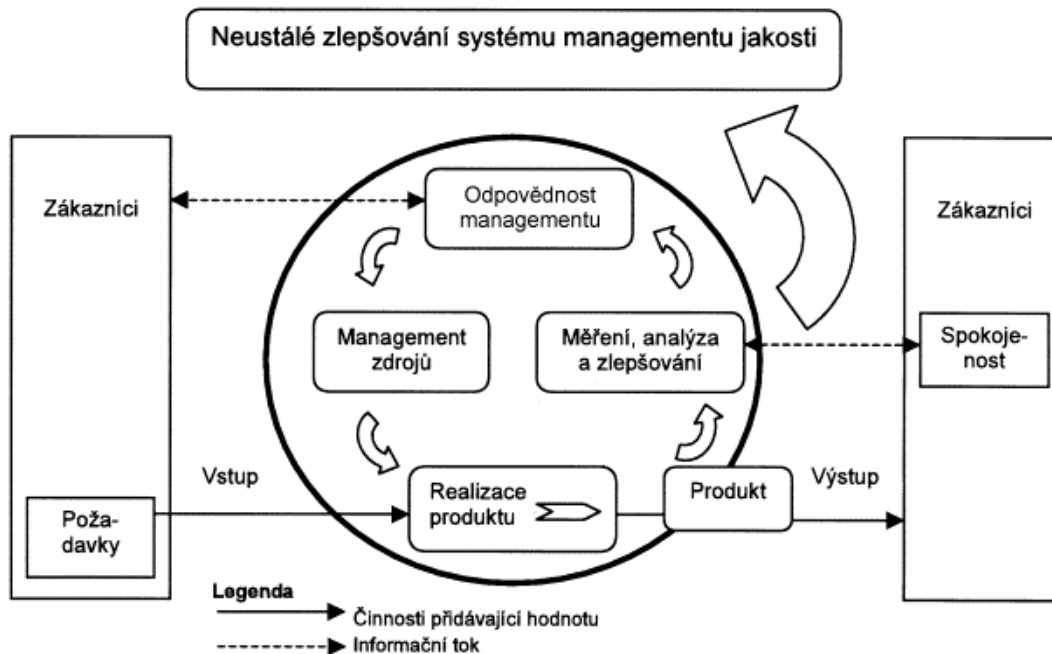 Neustálé zlepšování systému managementu jakosti
Zákazníci
Odpovědnost
managementu
Zákazníci
Management
zdrojů
Měření, analýza
a zlepšování
Spokoje-
nost
Vstup
Realizace
produktu
Produkt
Výstup
Poža-
davky
Legenda
Činnosti přidávající hodnotu
Informační tok